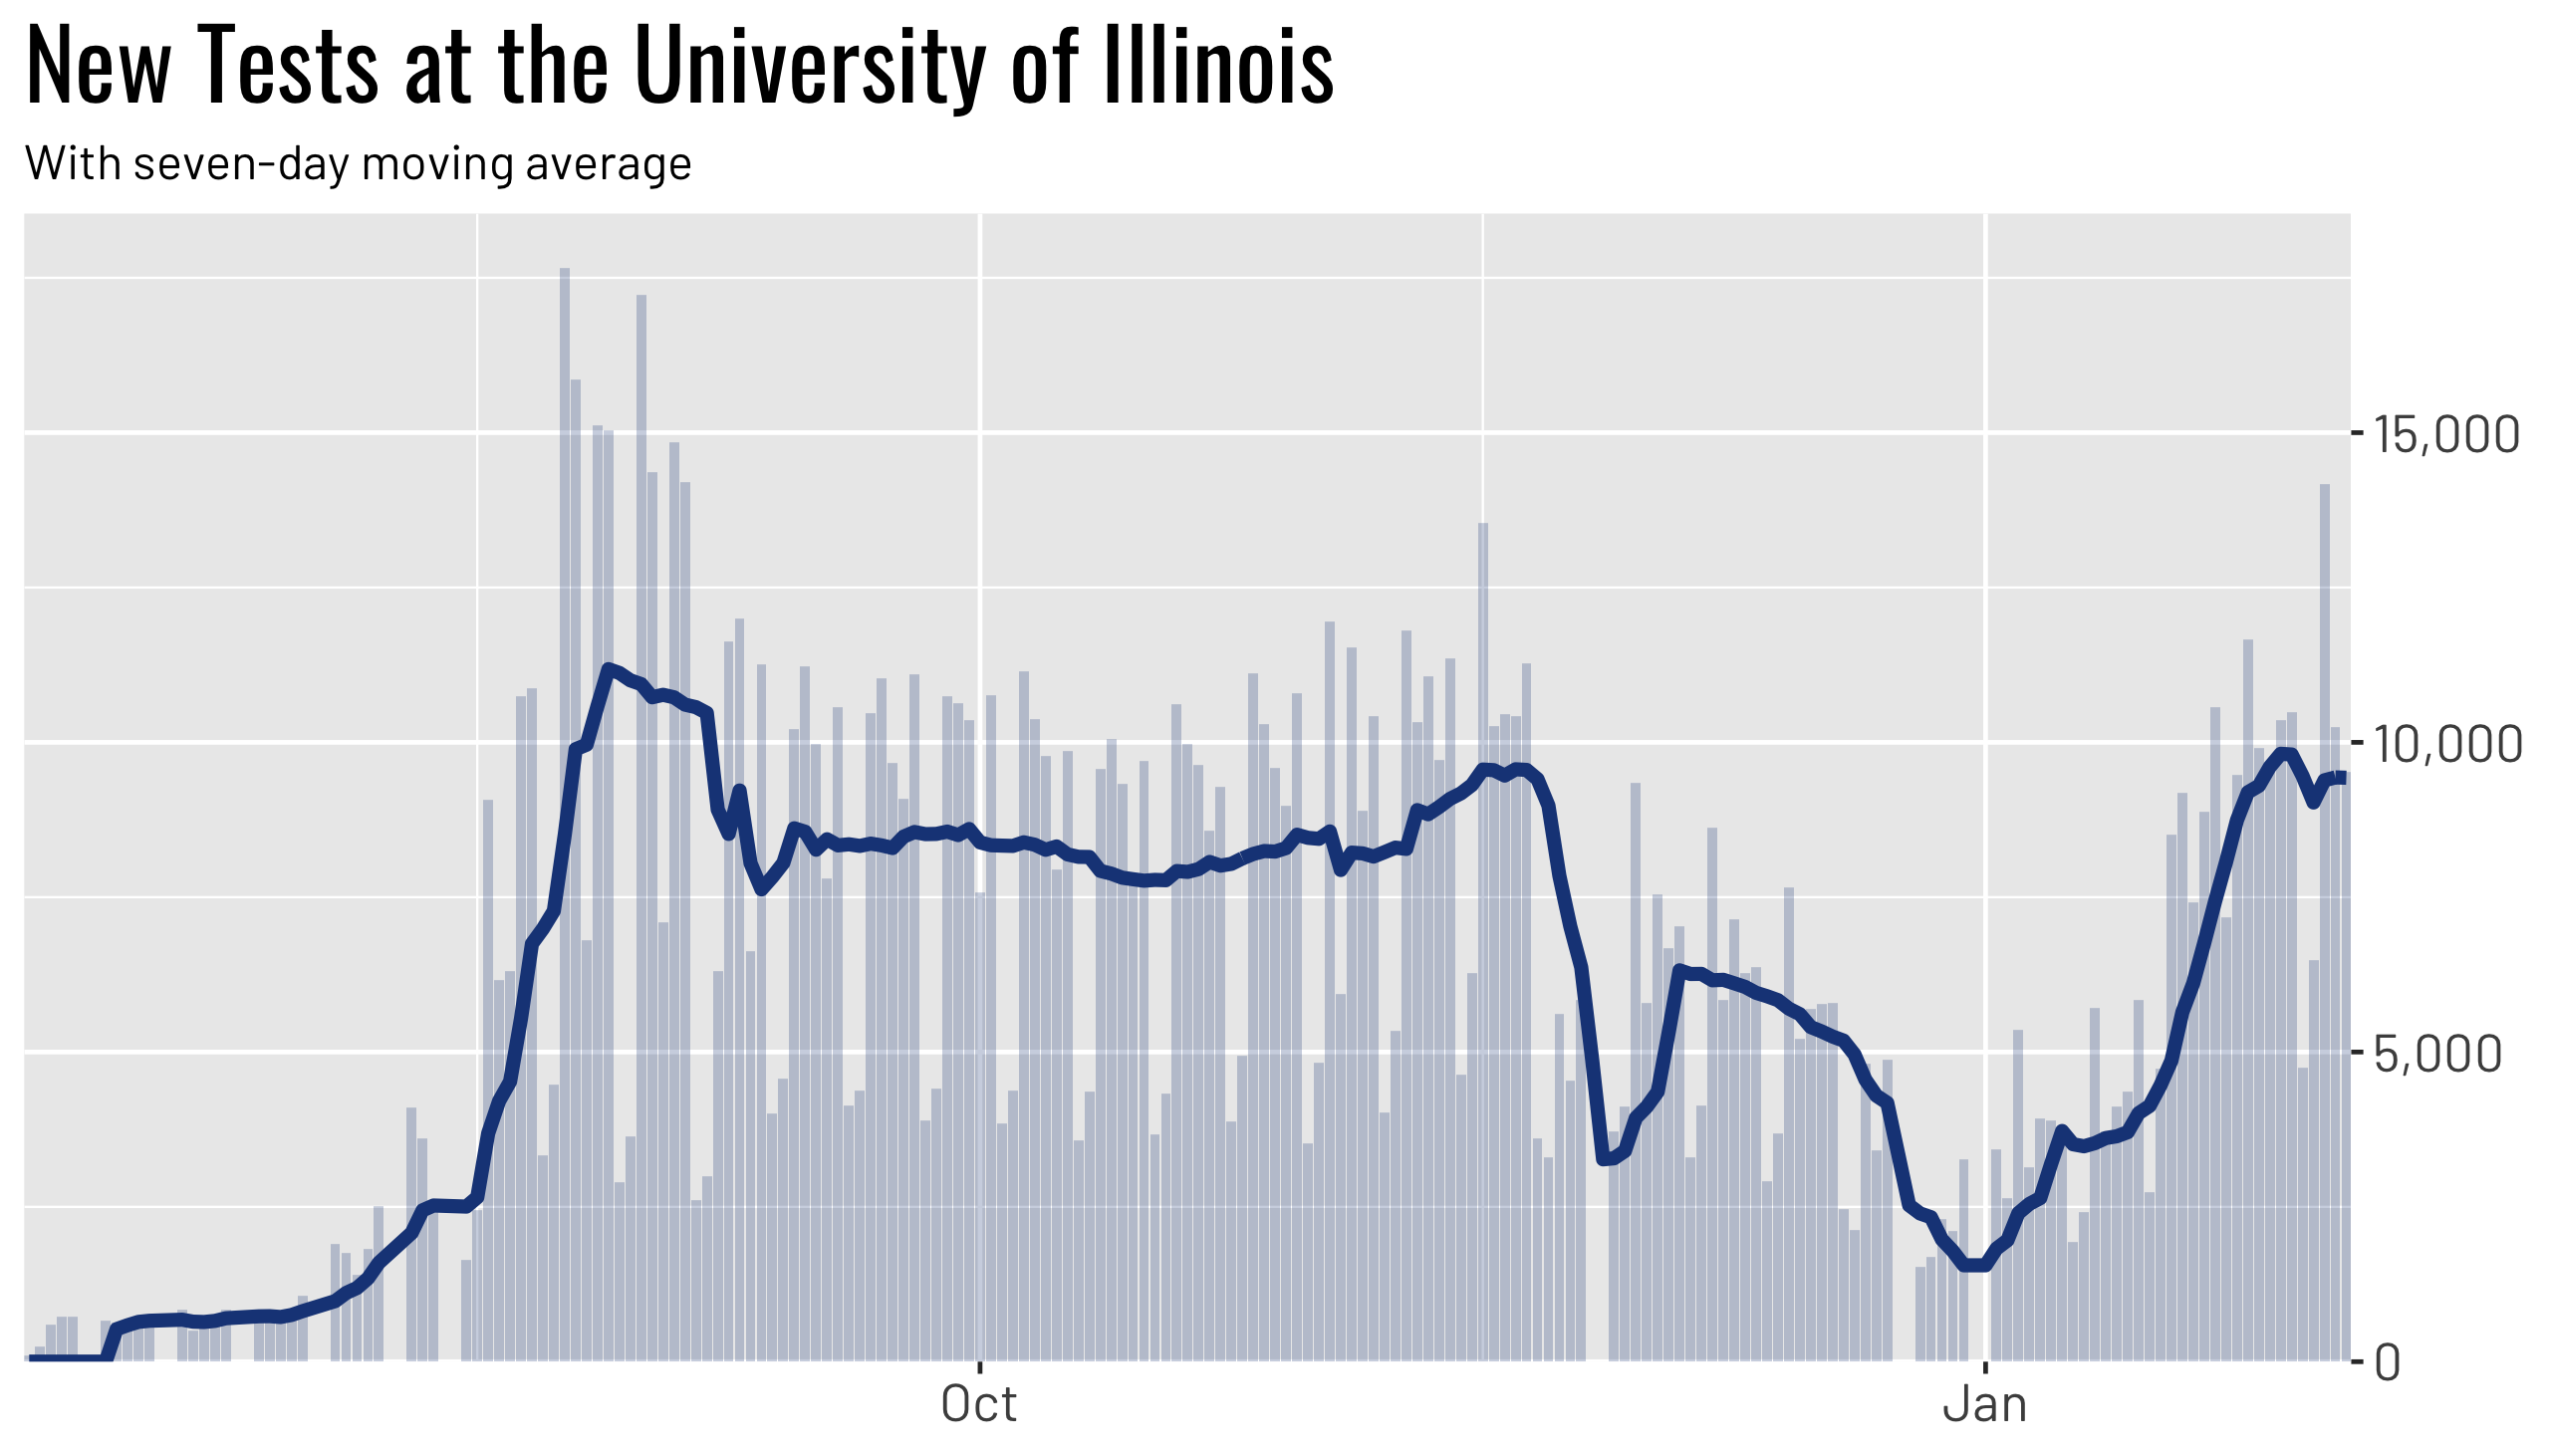 New Tests at the University of Illinois
With seven-day moving average
15,000
10,000
5,000
0
Oct
Jan